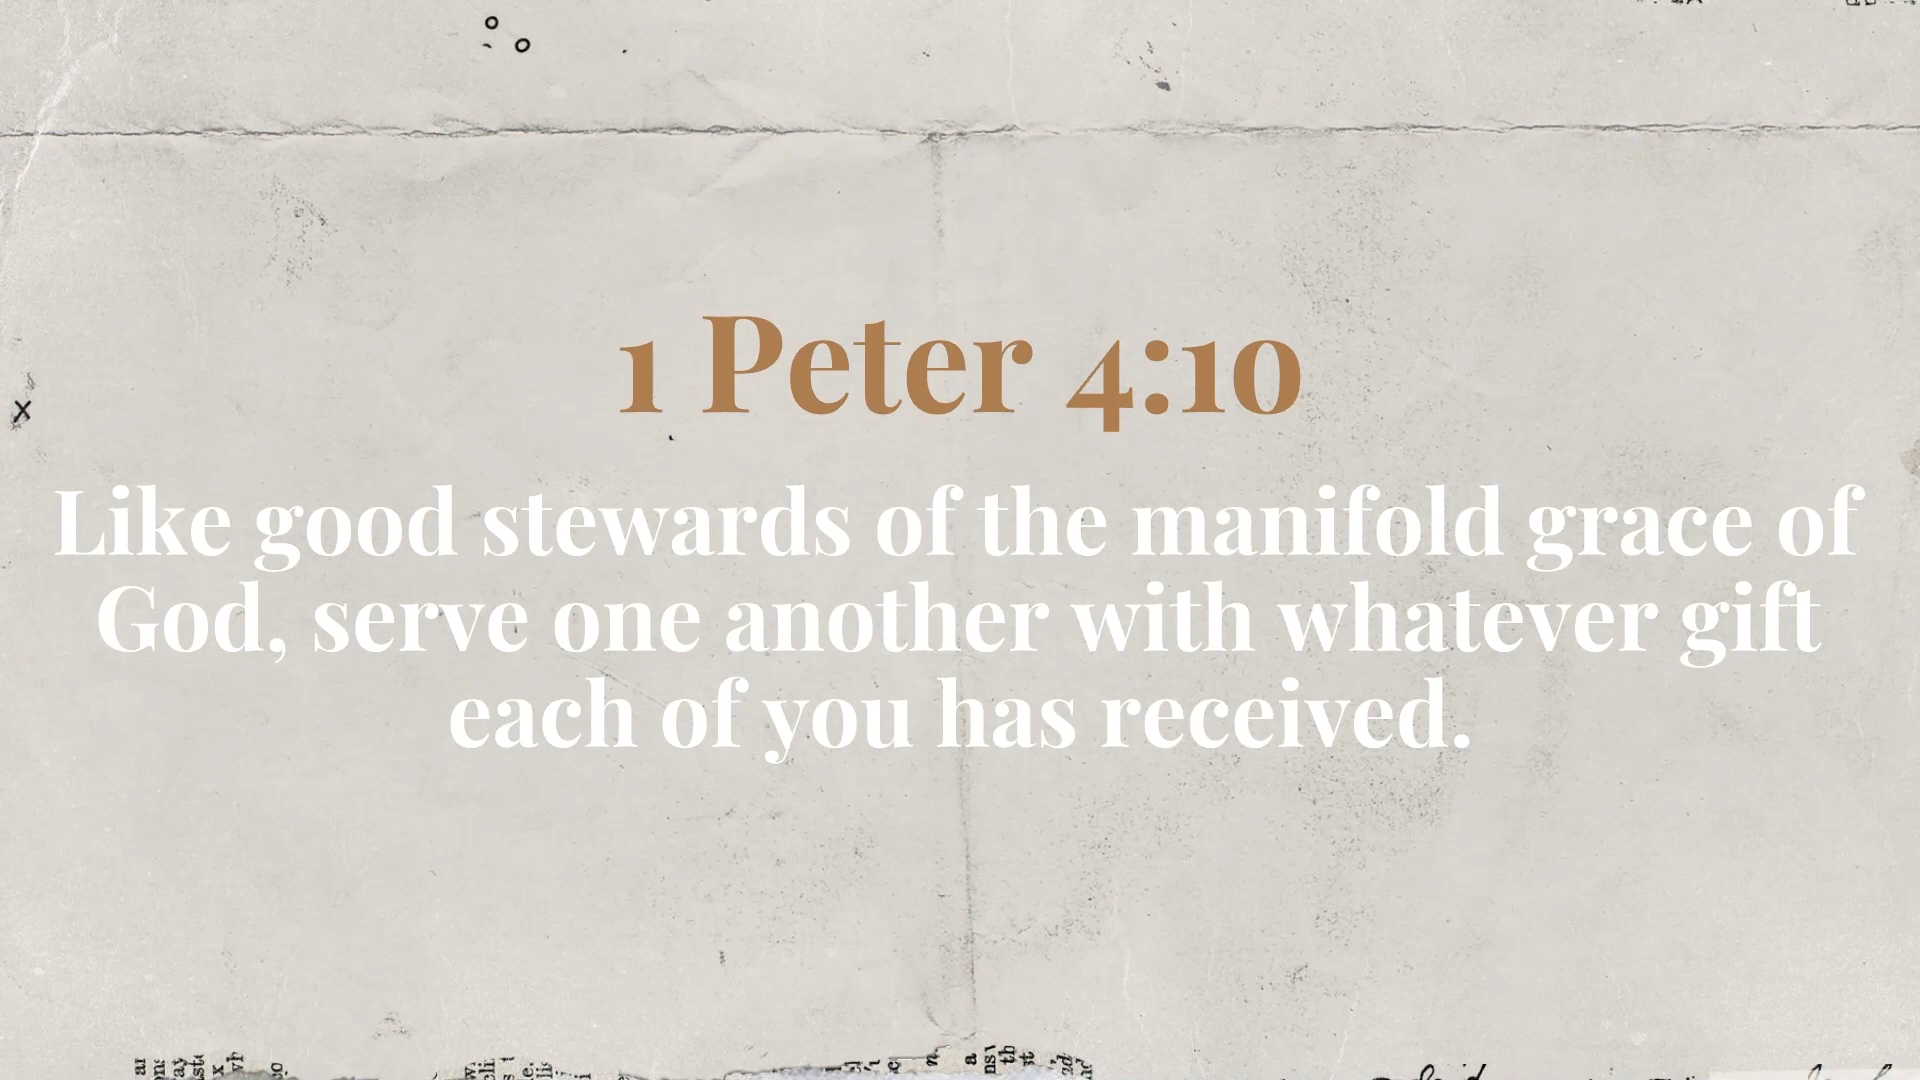 1 Peter 4:10
Like good stewards of the manifold grace of
God, serve one another with whatever gift
each of you has received.